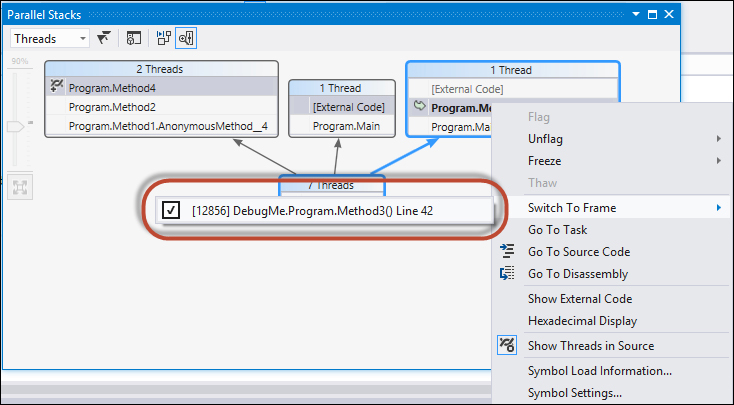 Parallel Stacks
Threads
90%
2 Threads
Program.Method4
Program.Method2
Program.Method1.AnonymousMethod__4
1 Thread
[External Code]
Program.Main
1 Thread
[External Code]
Program.Me
Program.Ma
7 Threads
[12856] DebugMe.Program.Method3() Line 42
Flag
Unflag
Freeze
Thaw
Switch To Frame
Go To Task
Go To Source Code
Go To Disassembly
Show External Code
Hexadecimal Display
Show Threads in Source
Symbol Load Information...
Symbol Settings...